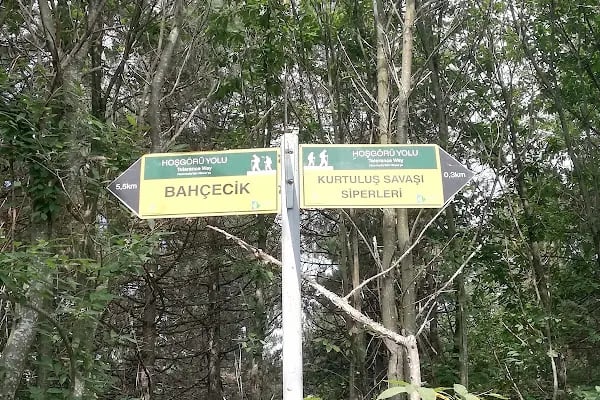 HOŞGÖRÜ YOLU
Tolerance Way
BAHÇECİK
5,5km
HOŞGÖRÜ YOLU
Tolerance Way
KURTULUŞ SAVAŞI
SİPERLERİ
0,3km